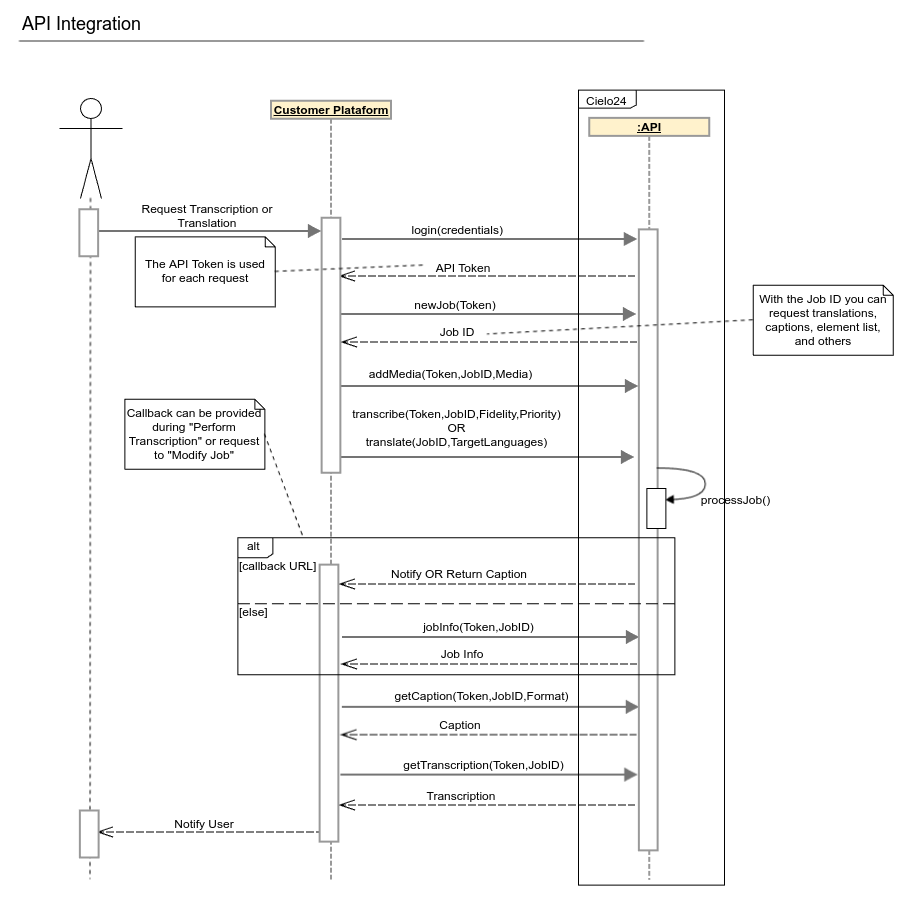 API Integration
Customer Plataform
Cielo24
:API
Request Transcription or
Translation
login(credentials)
The API Token is used
for each request
API Token
With the Job ID you can
request translations,
captions, element list,
and others
newJob(Token)
Job ID
addMedia(Token,JobID,Media)
Callback can be provided
during "Perform
Transcription" or request
to "Modify Job"
transcribe(Token,JobID,Fidelity,Priority)
OR
translate(JobID,TargetLanguages)
processJob()
alt
[callback URL]
Notify OR Return Caption
[else]
jobInfo(Token,JobID)
Job Info
getCaption(Token,JobID,Format)
Caption
getTranscription(Token,JobID)
Transcription
Notify User